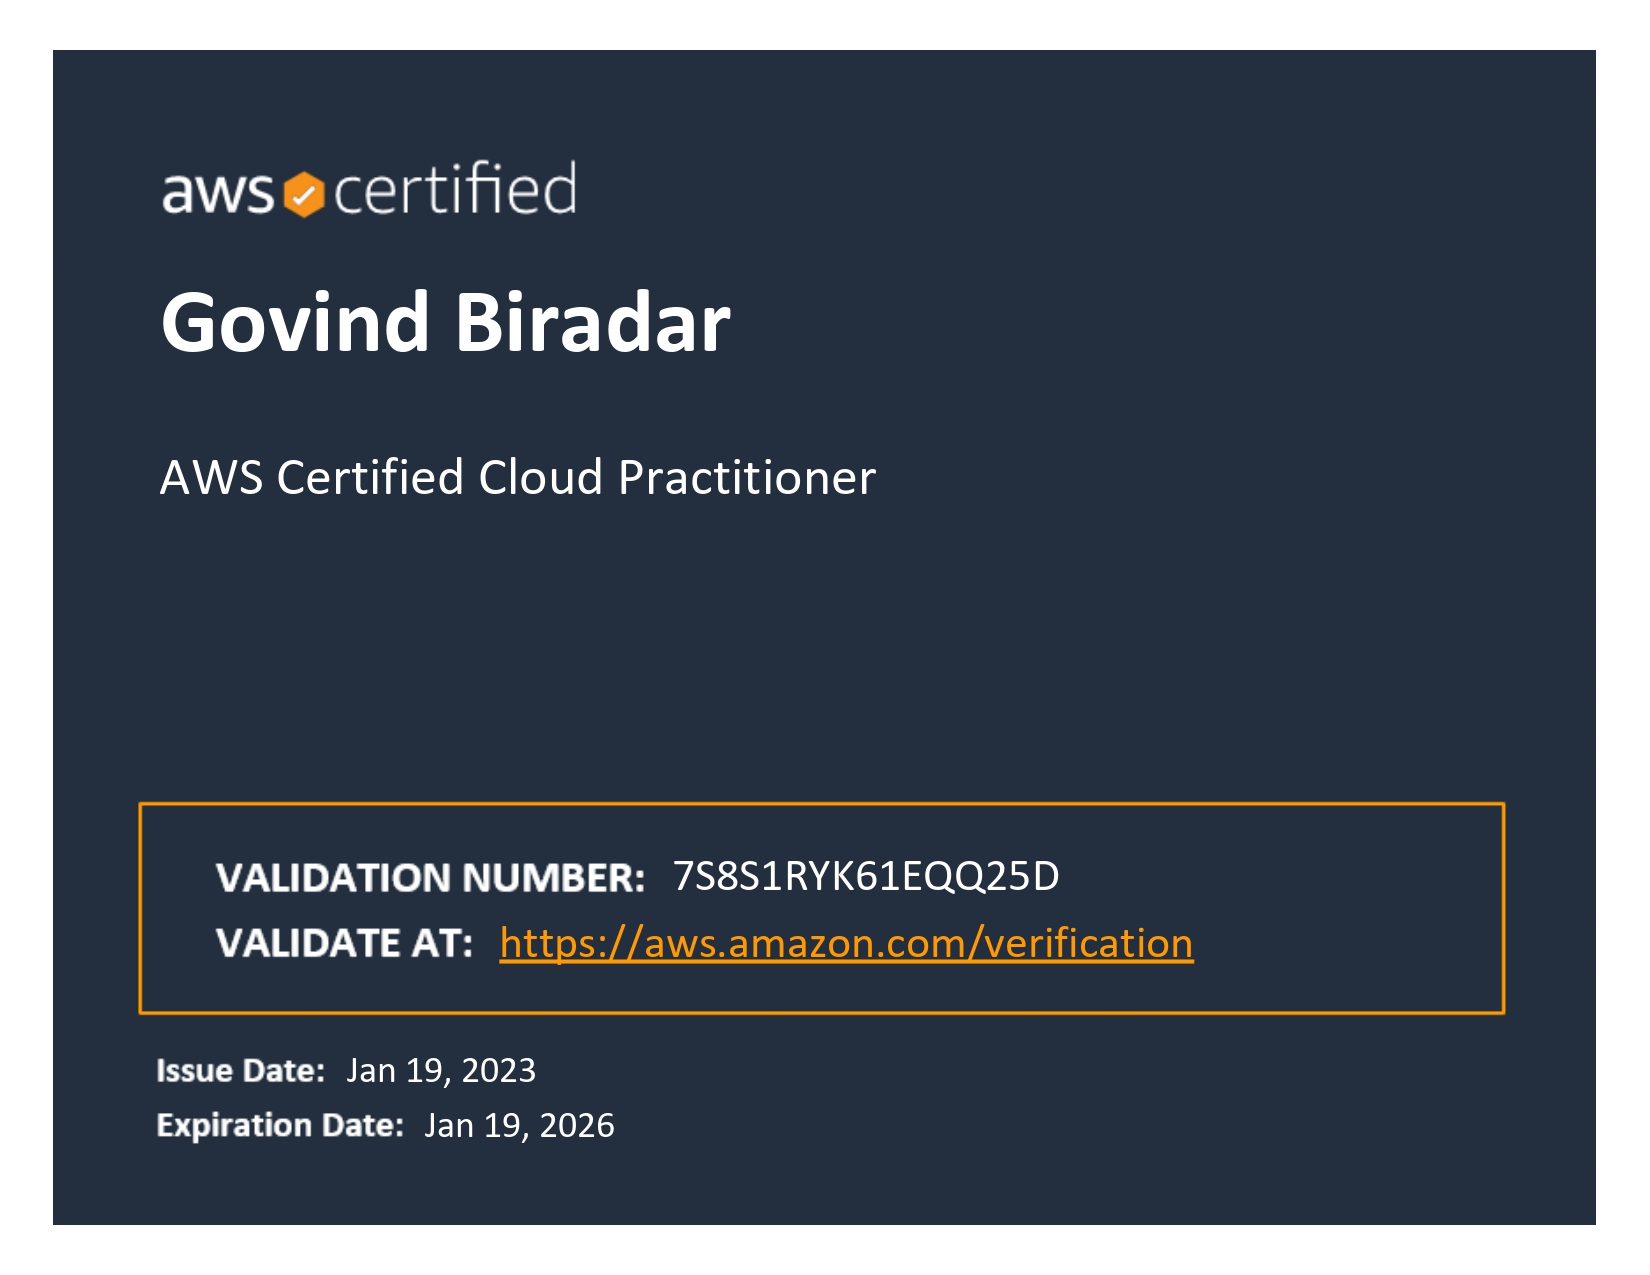 aws certified
Govind Biradar
AWS Certified Cloud Practitioner
VALIDATION NUMBER: 7S8S1RYK61EQQ25D
VALIDATE AT: https://aws.amazon.com/verification
Issue Date: Jan 19, 2023
Expiration Date: Jan 19, 2026